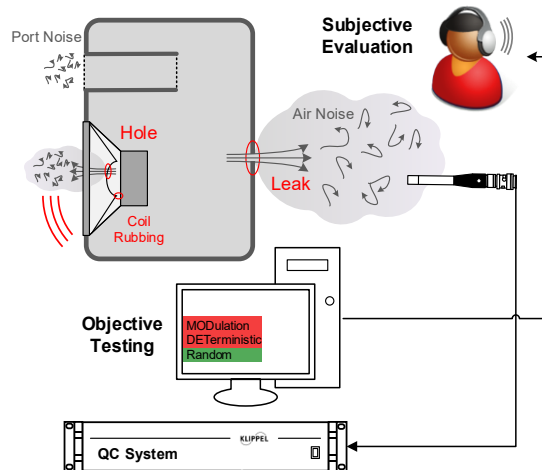 Subjective
Evaluation
Port Noise
Hole
Air Noise
Leak
Coil
Rubbing
Objective
Testing
MODulation
DETerministic
Random
KLIPPEL
QC System